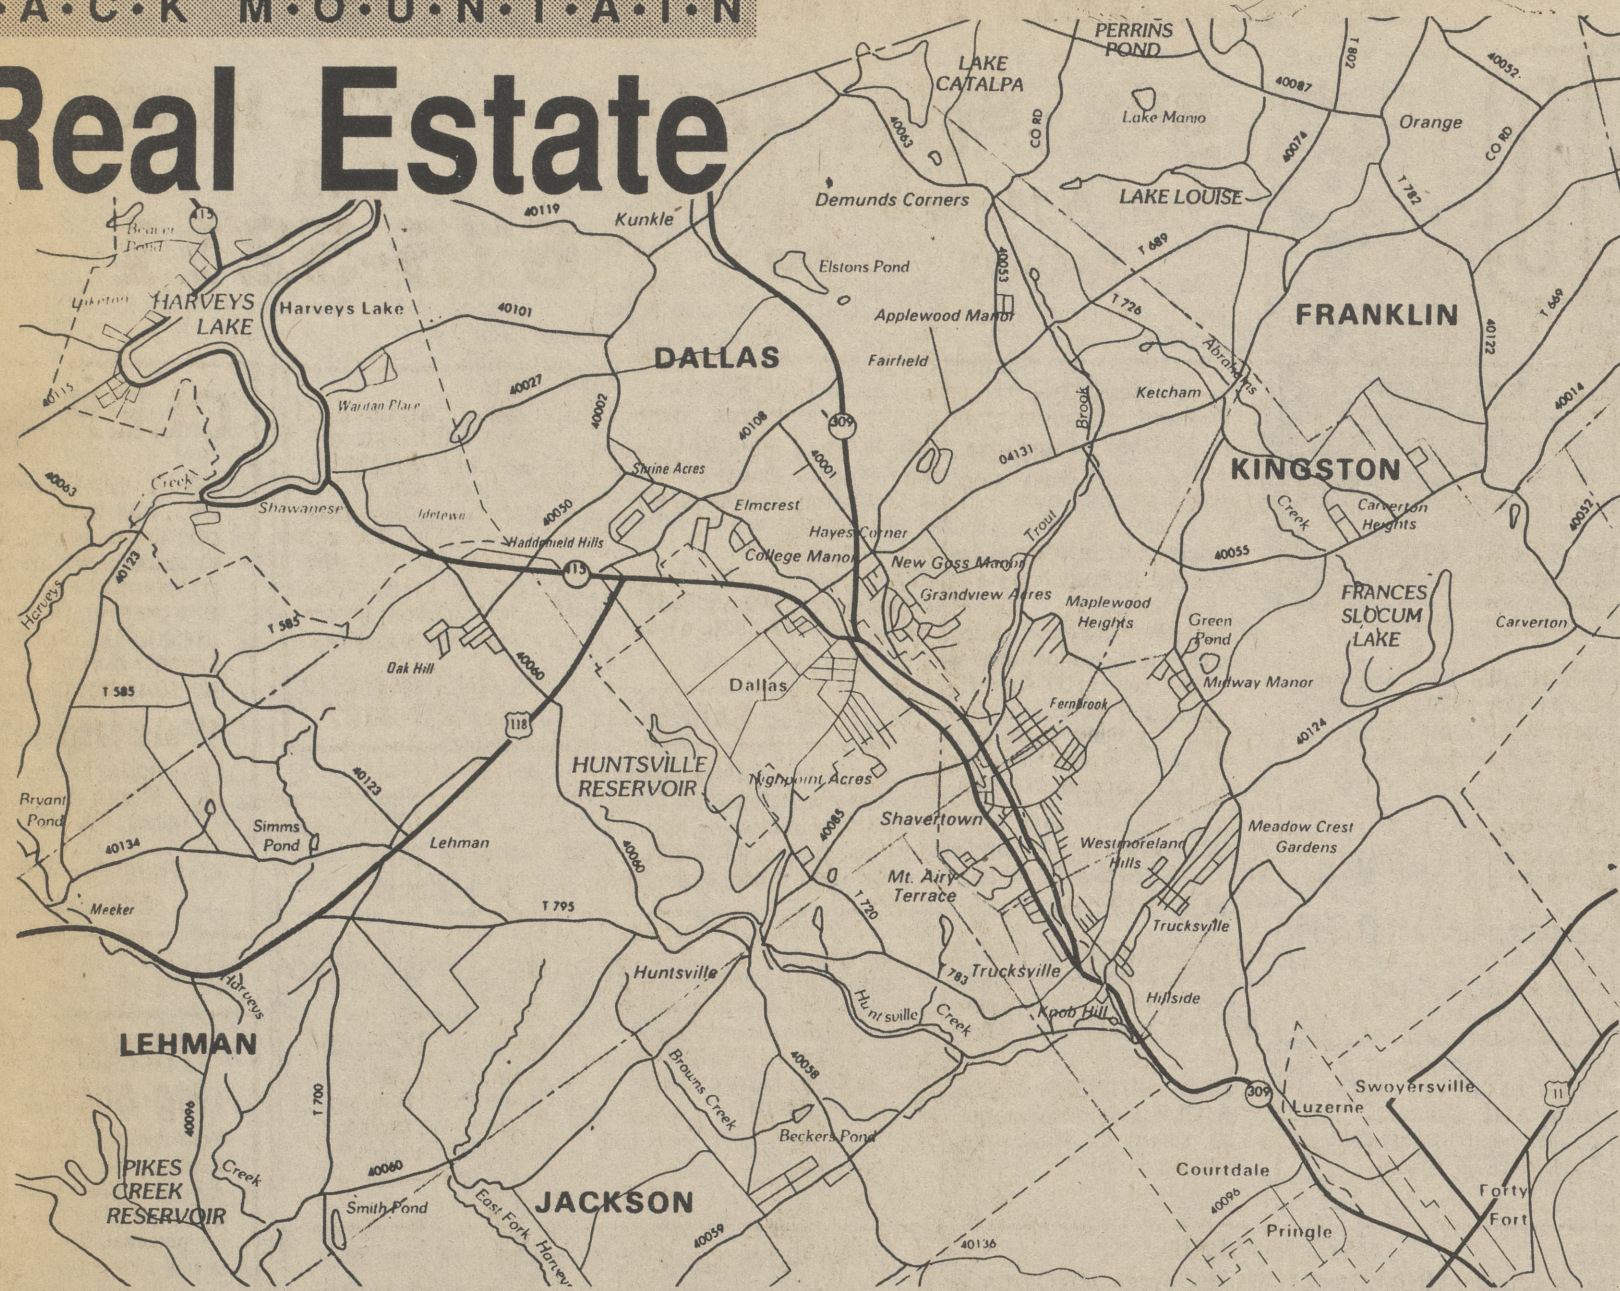 A•C•K M•O•U•N•T•A•I•N
Real Estate
PERRINS
POND
LAKE
CATALPA
T 802
40052
40087
Lake Manjo
Orange
40063
CO RD
40074
CO RD
LAKE LOUISE
T 782
Demunds Corners
40119
Kunkle
415
Beaver
Pond
T 689
40053
Elstons Pond
HARVEYS
LAKE
Harveys Lake
40101
Applewood Manor
T 726
FRANKLIN
T 669
40122
DALLAS
Fairfield
Abrahams
Ketcham
40115
40027
Wardan Place
40002
40108
309
Brook
40014
40001
04131
KINGSTON
Shrine Acres
40063
Creek
Shawanese
Idetown
40050
Elmcrest
Creek
Carverton
Heights
40052
Hayes Corner
Trout
Haddonfield Hills
College Manor
New Goss Manor
40055
40123
415
Harveys
Grandview Acres
Maplewood
Heights
FRANCES
SLOCUM
LAKE
Green
Pond
Carverton
T 585
Oak Hill
40060
Dallas
Midway Manor
T 585
Fernbrook
118
40124
HUNTSVILLE
RESERVOIR
Highpoint Acres
40123
Bryant
Pond
Simms
Pond
40085
Shavertown
Meadow Crest
Gardens
40134
Lehman
40060
Westmoreland
Hills
Mt. Airy
Terrace
Meeker
T 795
T 720
Trucksville
Huntsville
T 783
Trucksville
Harveys
Huntsville
Creek
Knob Hill
Hillside
LEHMAN
40058
Browns Creek
309
Swoyersville
11
Luzerne
T 700
40096
Beckers Pond
PIKES
CREEK
RESERVOIR
Creek
40060
Courtdale
Smith Pond
East Fork Harveys
JACKSON
40096
Forty
Fort
Pringle
40059
40136